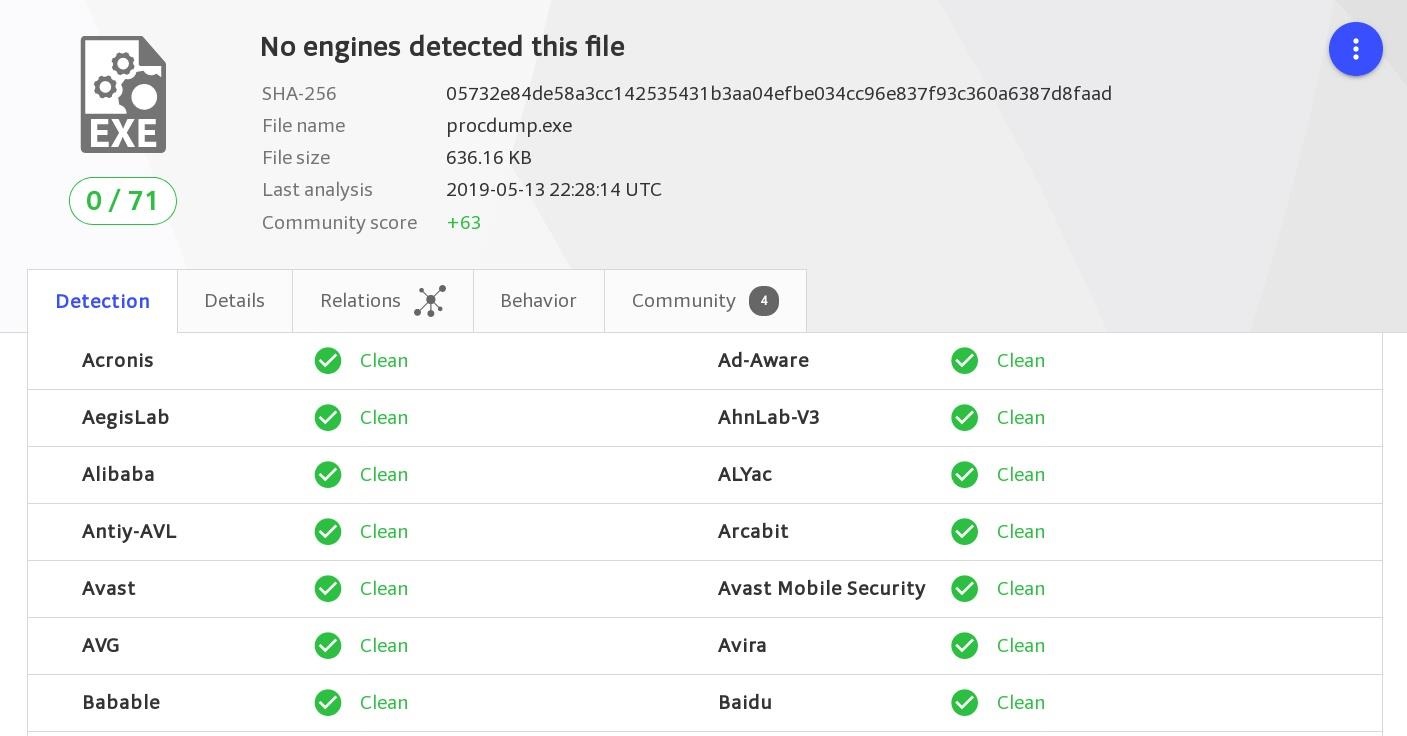 No engines detected this file
SHA-256 05732e84de58a3cc142535431b3aa04efbe034cc96e837f93c360a6387d8faad
File name procdump.exe
File size 636.16 KB
Last analysis 2019-05-13 22:28:14 UTC
Community score +63
EXE
0 / 71
Detection Details Relations Behavior Community 4
Acronis Clean Ad-Aware Clean
AegisLab Clean AhnLab-V3 Clean
Alibaba Clean ALYac Clean
Antiy-AVL Clean Arcabit Clean
Avast Clean Avast Mobile Security Clean
AVG Clean Avira Clean
Babable Clean Baidu Clean